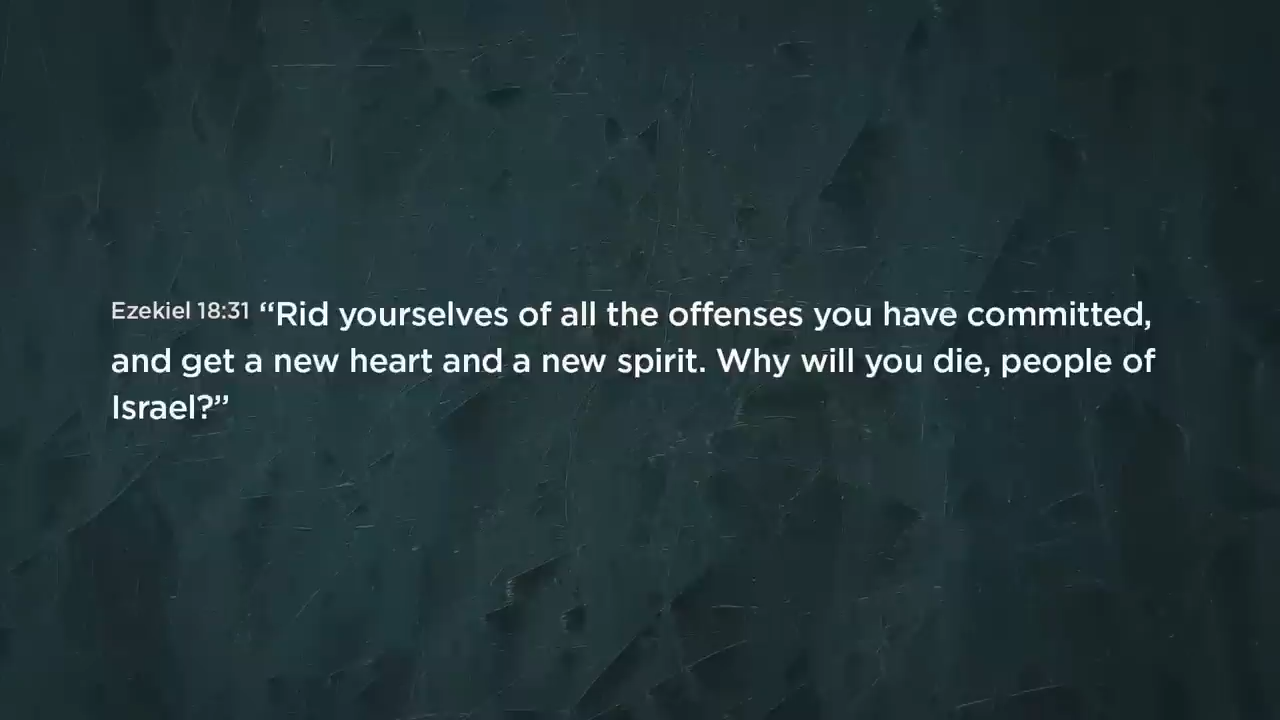 Ezekiel 18:31 “Rid yourselves of all the offenses you have committed,
and get a new heart and a new spirit. Why will you die, people of
Israel?”